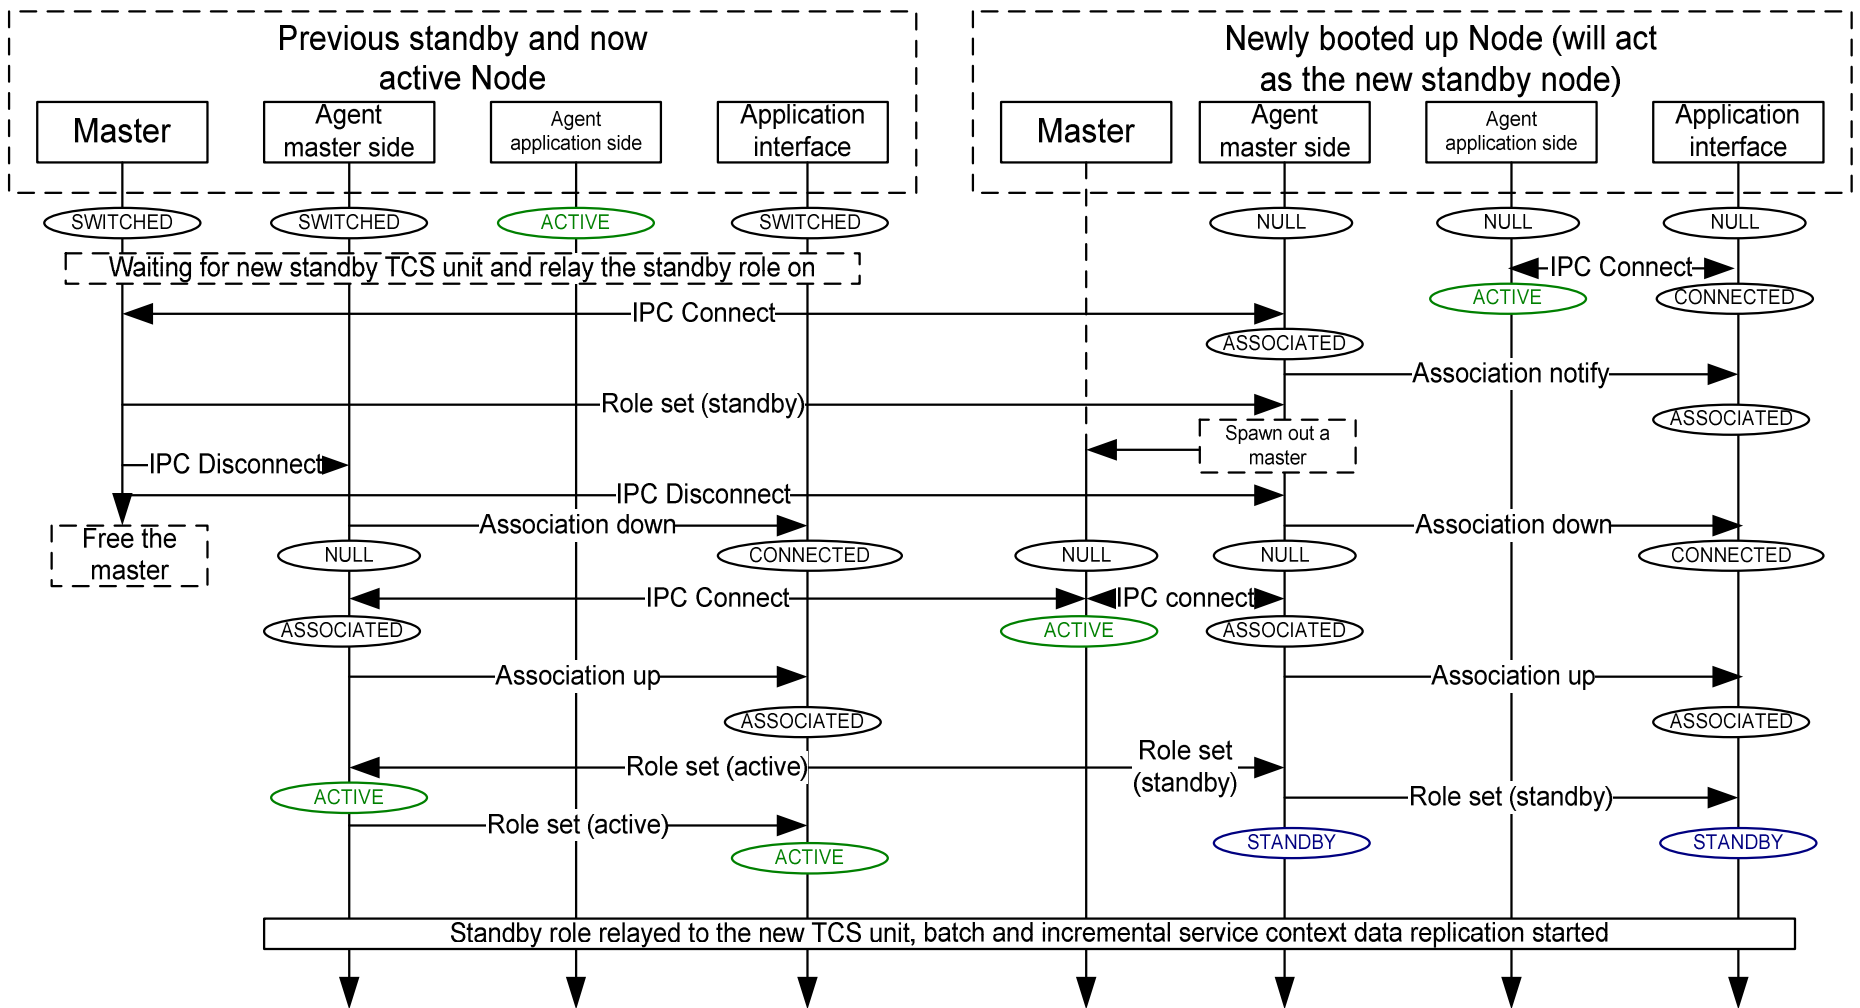 Previous standby and now
active Node
Newly booted up Node (will act
as the new standby node)
Master
Agent
master side
Agent
application side
Application
interface
Master
Agent
master side
Agent
application side
Application
interface
SWITCHED
SWITCHED
ACTIVE
SWITCHED
NULL
NULL
NULL
Waiting for new standby TCS unit and relay the standby role on
IPC Connect
ACTIVE
CONNECTED
IPC Connect
ASSOCIATED
Association notify
Role set (standby)
ASSOCIATED
Spawn out a
master
IPC Disconnect
IPC Disconnect
Association down
Association down
Free the
master
NULL
CONNECTED
NULL
NULL
CONNECTED
IPC Connect
IPC connect
ASSOCIATED
ACTIVE
ASSOCIATED
Association up
Association up
ASSOCIATED
ASSOCIATED
Role set (active)
Role set
(standby)
ACTIVE
Role set (standby)
Role set (active)
STANDBY
STANDBY
ACTIVE
Standby role relayed to the new TCS unit, batch and incremental service context data replication started